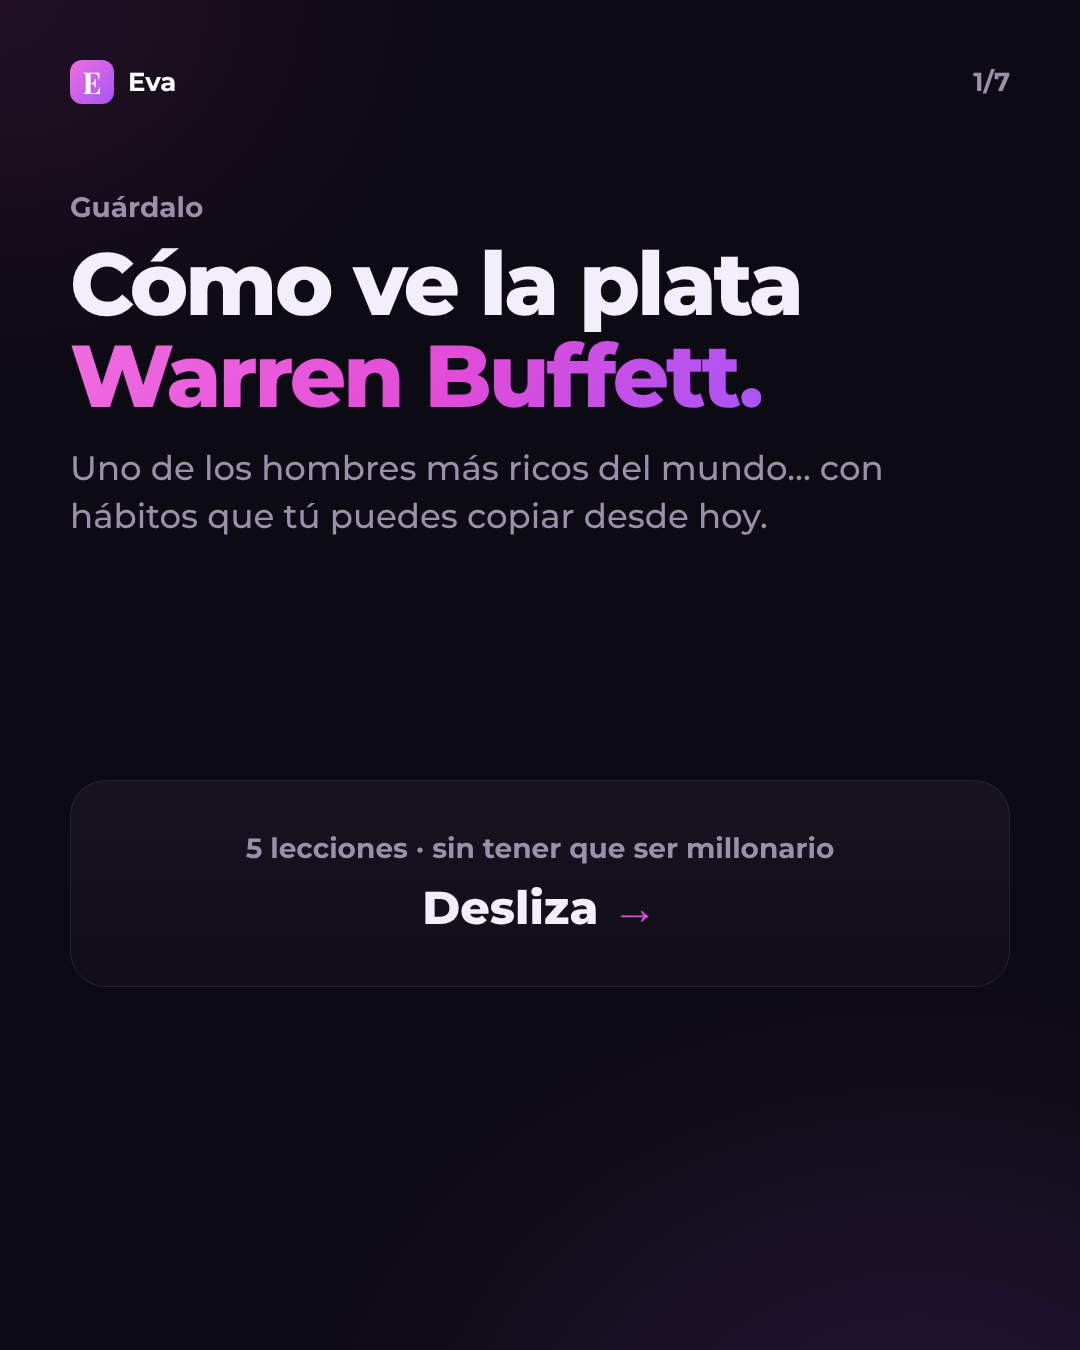 E Eva
1/7
Guárdalo
Cómo ve la plata
Warren Buffett.
Uno de los hombres más ricos del mundo... con
hábitos que tú puedes copiar desde hoy.
5 lecciones · sin tener que ser millonario
Desliza →